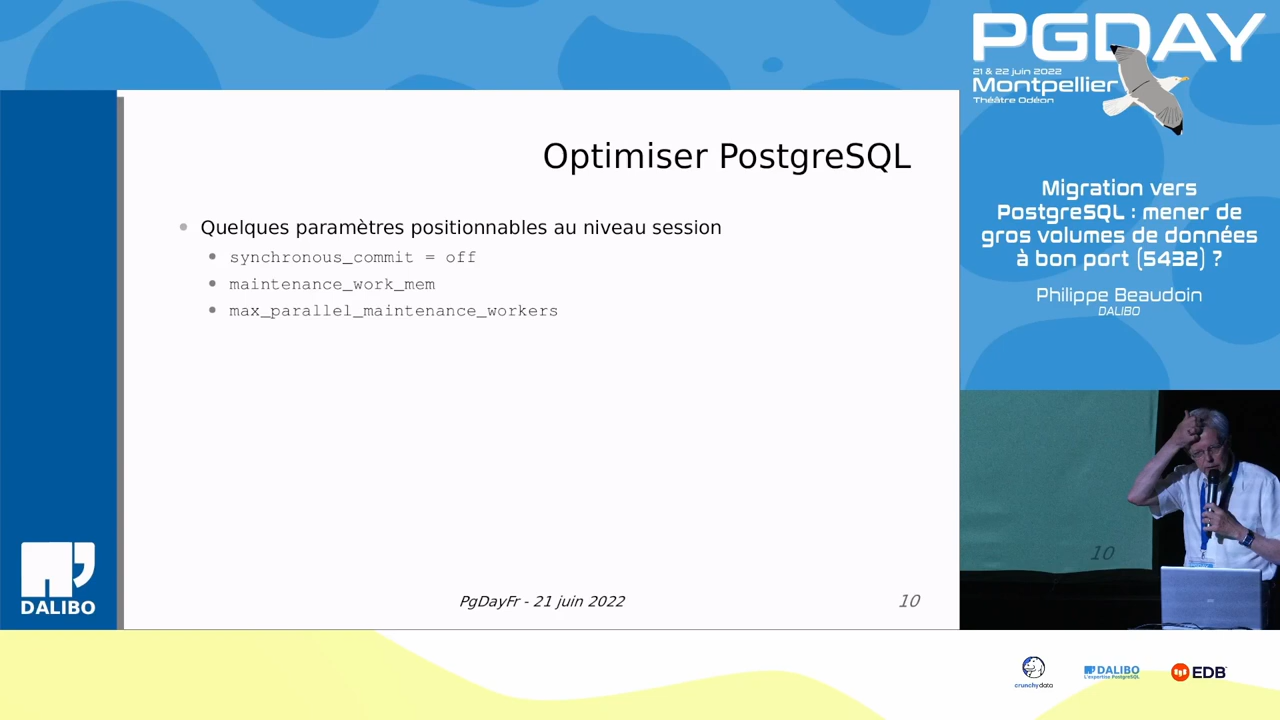 Optimiser PostgreSQL
Quelques paramètres positionnables au niveau session
synchronous_commit = off
maintenance_work_mem
max_parallel_maintenance_workers
DALIBO
PgDayFr - 21 juin 2022
10
PGDAY
21 & 22 juin 2022
Montpellier
Théâtre Odéon
Migration vers
PostgreSQL : mener de
gros volumes de données
à bon port (5432) ?
Philippe Beaudoin
DALIBO
10
crunchydata
DALIBO
L'expertise PostgreSQL
EDB